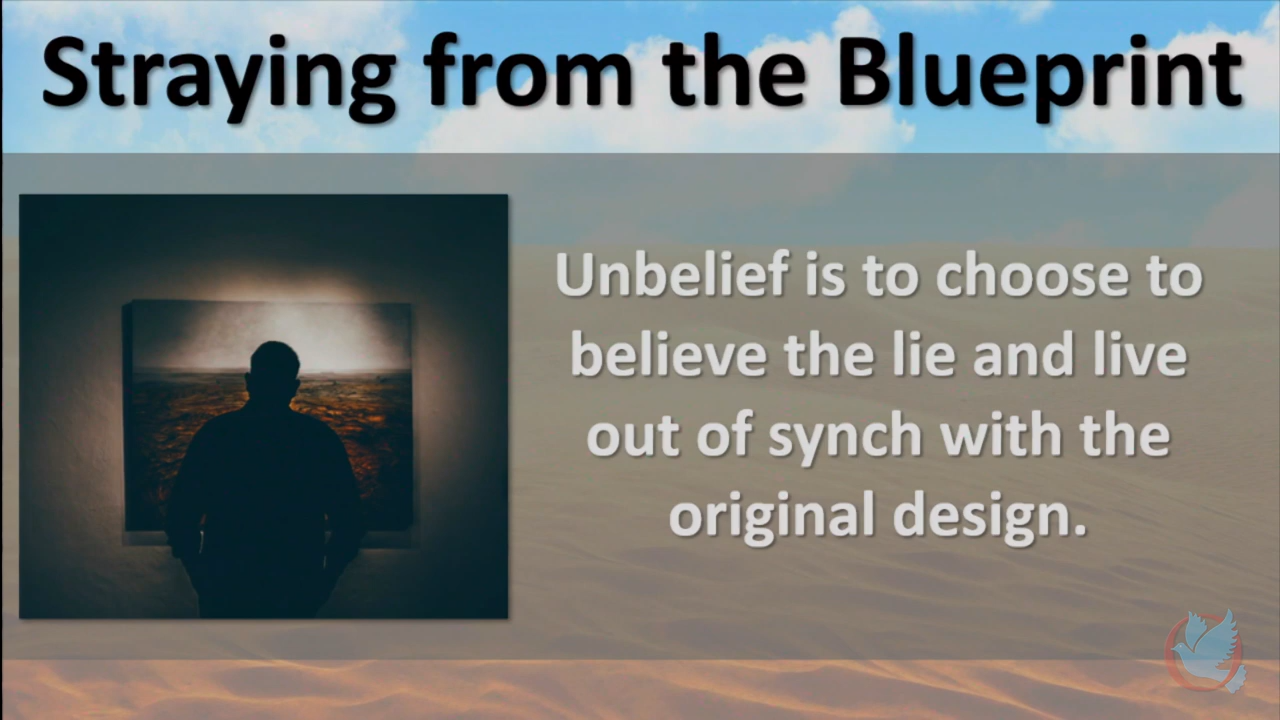 Straying from the Blueprint
Unbelief is to choose to
believe the lie and live
out of synch with the
original design.